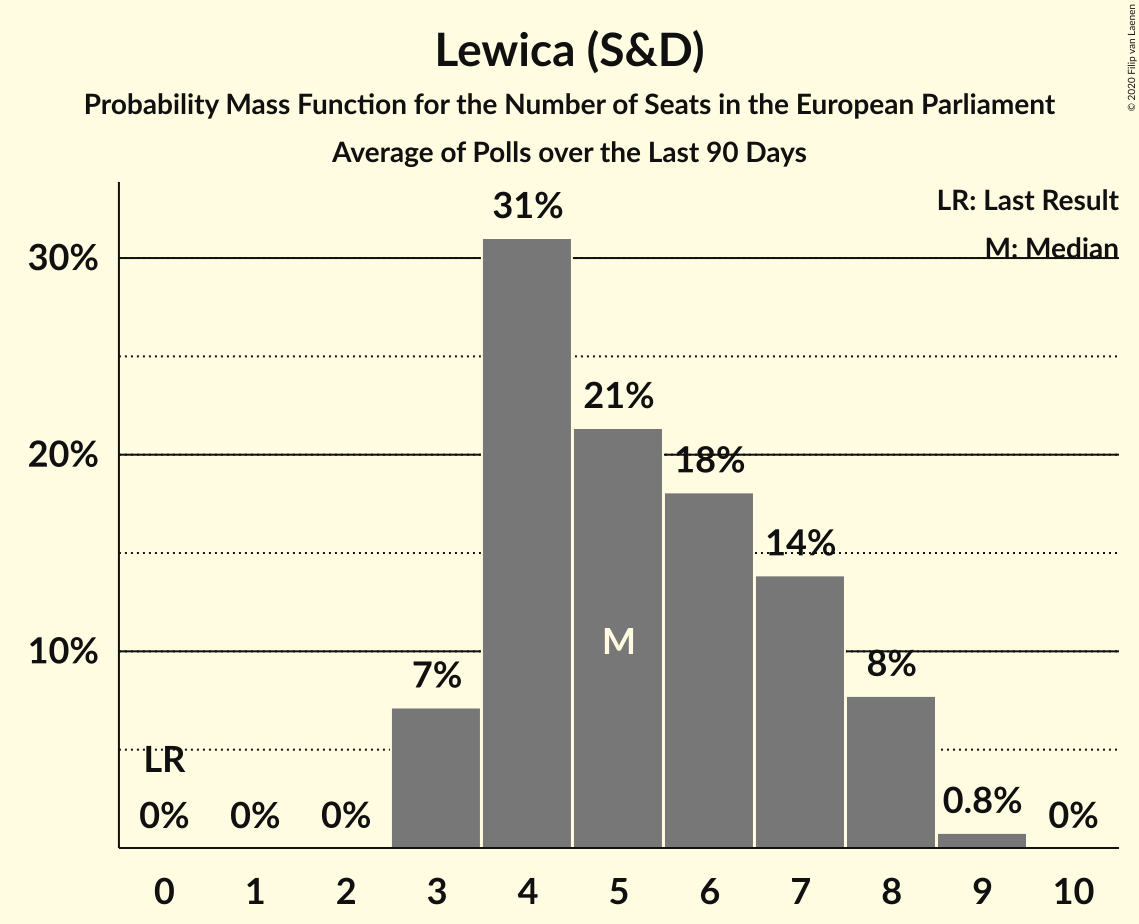 Lewica (S&D)
Probability Mass Function for the Number of Seats in the European Parliament
Average of Polls over the Last 90 Days
© 2020 Filip van Laenen
LR: Last Result
M: Median
30%
20%
10%
LR
0%
0%
0%
7%
31%
21%
M
18%
14%
8%
0.8%
0%
0 1 2 3 4 5 6 7 8 9 10